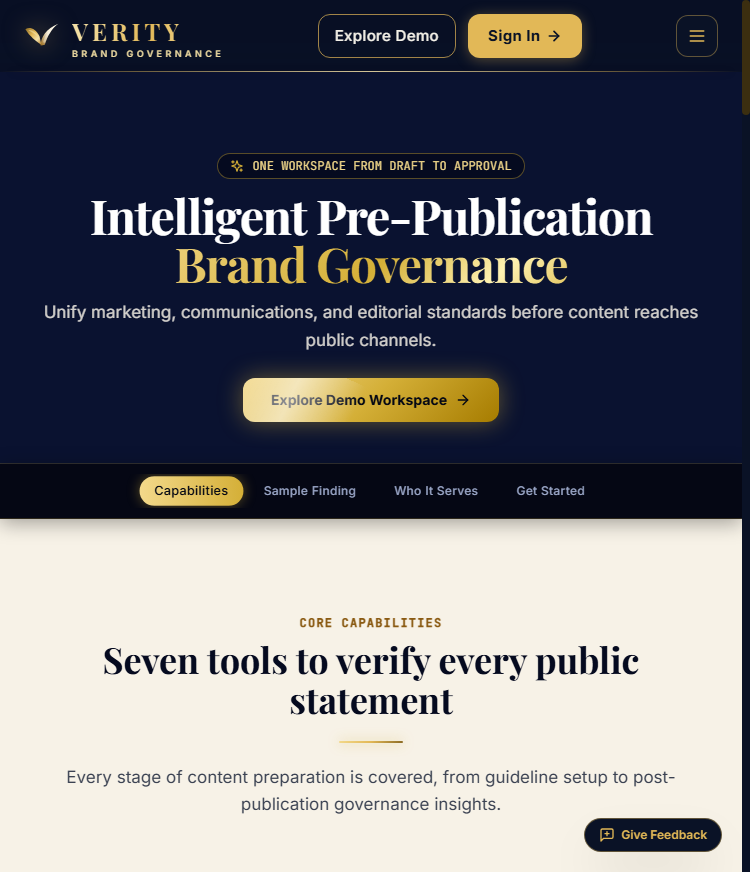 VERITY
BRAND GOVERNANCE
Explore Demo
Sign In
ONE WORKSPACE FROM DRAFT TO APPROVAL
Intelligent Pre-Publication
Brand Governance
Unify marketing, communications, and editorial standards before content reaches
public channels.
Explore Demo Workspace
Capabilities
Sample Finding
Who It Serves
Get Started
CORE CAPABILITIES
Seven tools to verify every public
statement
Every stage of content preparation is covered, from guideline setup to post-
publication governance insights.
Give Feedback